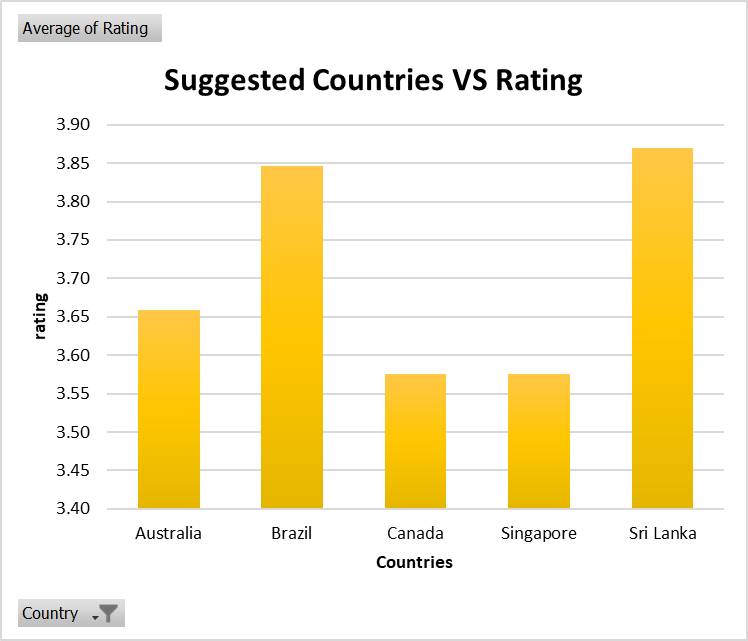 Average of Rating
Suggested Countries VS Rating
3.90
3.85
3.80
3.75
3.70
3.65
3.60
3.55
3.50
3.45
3.40
rating
Australia Brazil Canada Singapore Sri Lanka
Countries
Country